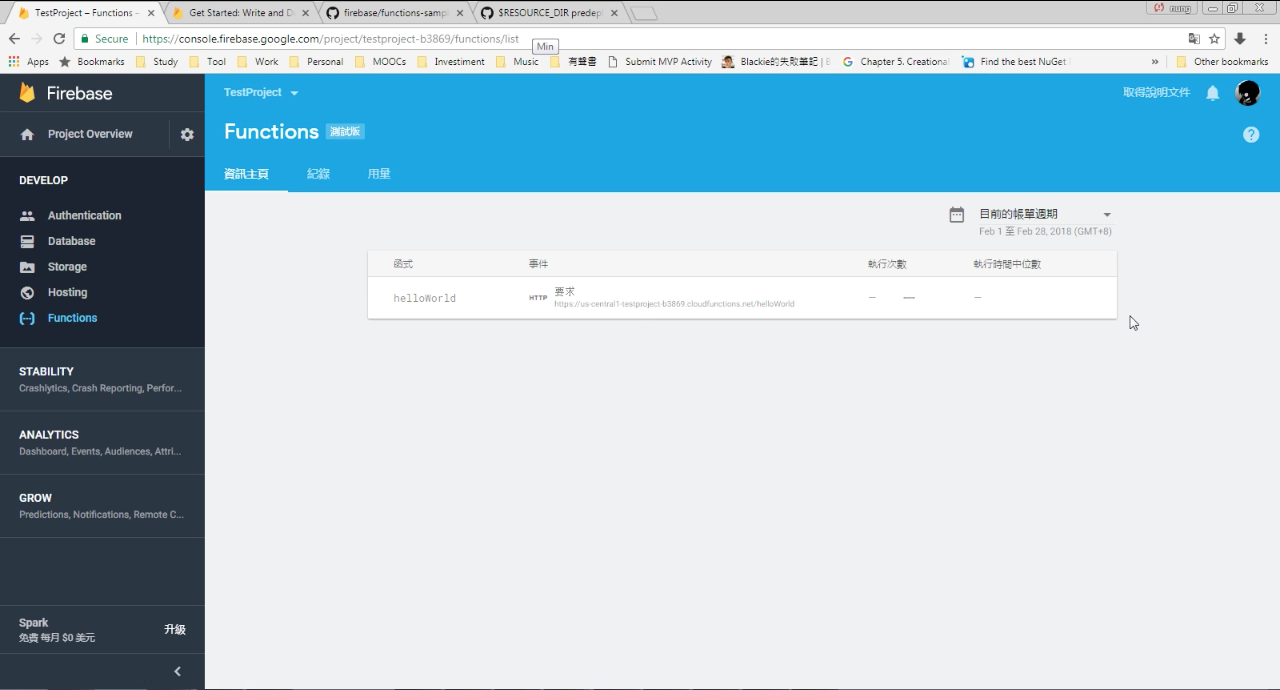 TestProject – Functions –
Get Started: Write and D
firebase/functions-sampl
$RESOURCE_DIR predepl
nung
Secure
https://console.firebase.google.com/project/testproject-b3869/functions/list
Min
Apps
Bookmarks
Study
Tool
Work
Personal
MOOCs
Investiment
Music
有聲書
Submit MVP Activity
Blackie的失敗筆記 |
Chapter 5. Creational
Find the best NuGet
»
Other bookmarks
Firebase
TestProject
取得說明文件
Project Overview
Functions
測試版
?
DEVELOP
資訊主頁
紀錄
用量
Authentication
Database
Storage
Hosting
Functions
目前的帳單週期
Feb 1 至 Feb 28, 2018 (GMT+8)
函式
事件
執行次數
執行時間中位數
helloWorld
HTTP
要求
https://us-central1-testproject-b3869.cloudfunctions.net/helloWorld
–
—
–
STABILITY
Crashlytics, Crash Reporting, Perfor...
ANALYTICS
Dashboard, Events, Audiences, Attri...
GROW
Predictions, Notifications, Remote C...
Spark
免費 每月 $0 美元
升級